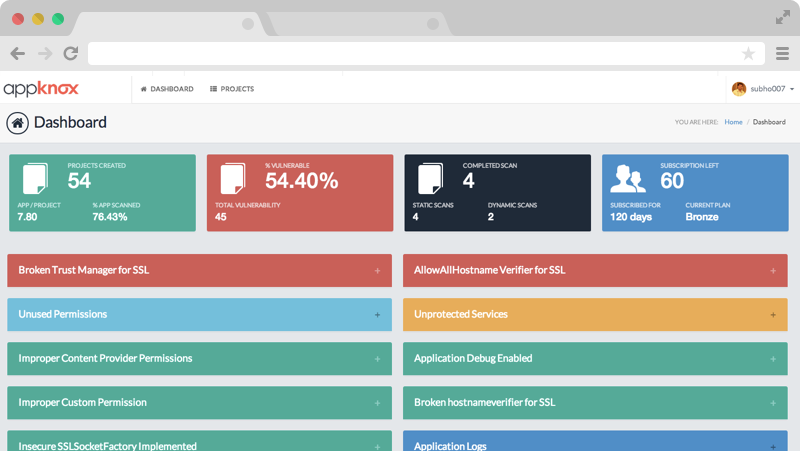 appknox
DASHBOARD
PROJECTS
subho007
Dashboard
YOU ARE HERE: Home / Dashboard
PROJECTS CREATED
54
APP / PROJECT
7.80
% APP SCANNED
76.43%
% VULNERABLE
54.40%
TOTAL VULNERABILITY
45
COMPLETED SCAN
4
STATIC SCANS
4
DYNAMIC SCANS
2
SUBSCRIPTION LEFT
60
SUBSCRIBED FOR
120 days
CURRENT PLAN
Bronze
Broken Trust Manager for SSL
AllowAllHostname Verifier for SSL
Unused Permissions
Unprotected Services
Improper Content Provider Permissions
Application Debug Enabled
Improper Custom Permission
Broken hostnameverifier for SSL
Insecure SSLSocketFactory Implemented
Application Logs